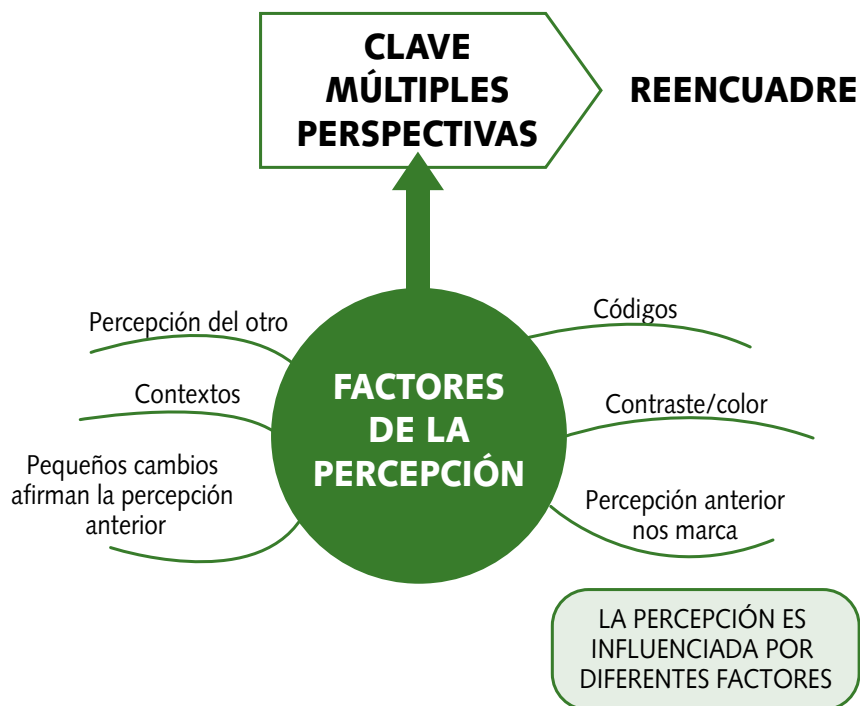 CLAVE
MÚLTIPLES
PERSPECTIVAS
REENCUADRE
Percepción del otro
Contextos
Pequeños cambios
afirman la percepción
anterior
FACTORES
DE LA
PERCEPCIÓN
Códigos
Contraste/color
Percepción anterior
nos marca
LA PERCEPCIÓN ES
INFLUENCIADA POR
DIFERENTES FACTORES